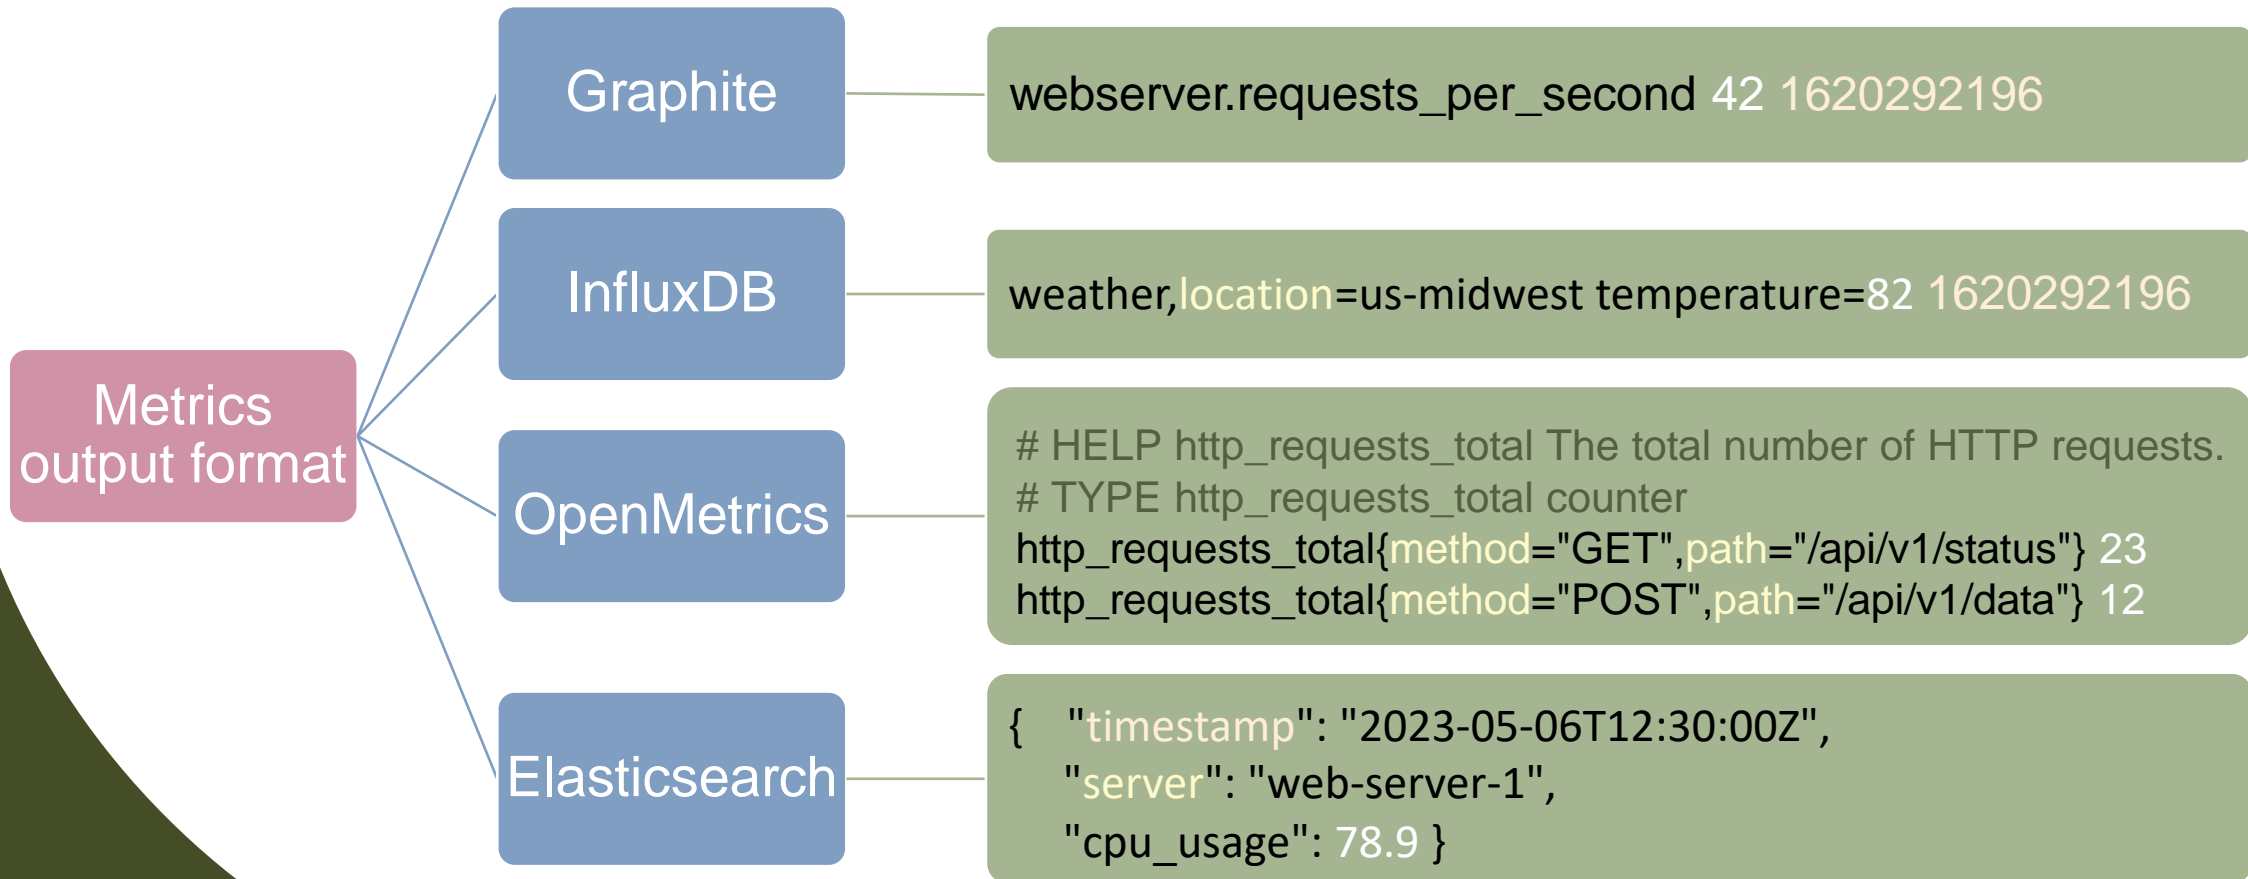 Metrics
output format
Graphite
webserver.requests_per_second 42 1620292196
InfluxDB
weather,location=us-midwest temperature=82 1620292196
OpenMetrics
# HELP http_requests_total The total number of HTTP requests.
# TYPE http_requests_total counter
http_requests_total{method="GET",path="/api/v1/status"} 23
http_requests_total{method="POST",path="/api/v1/data"} 12
Elasticsearch
{    "timestamp": "2023-05-06T12:30:00Z",
"server": "web-server-1",
"cpu_usage": 78.9 }